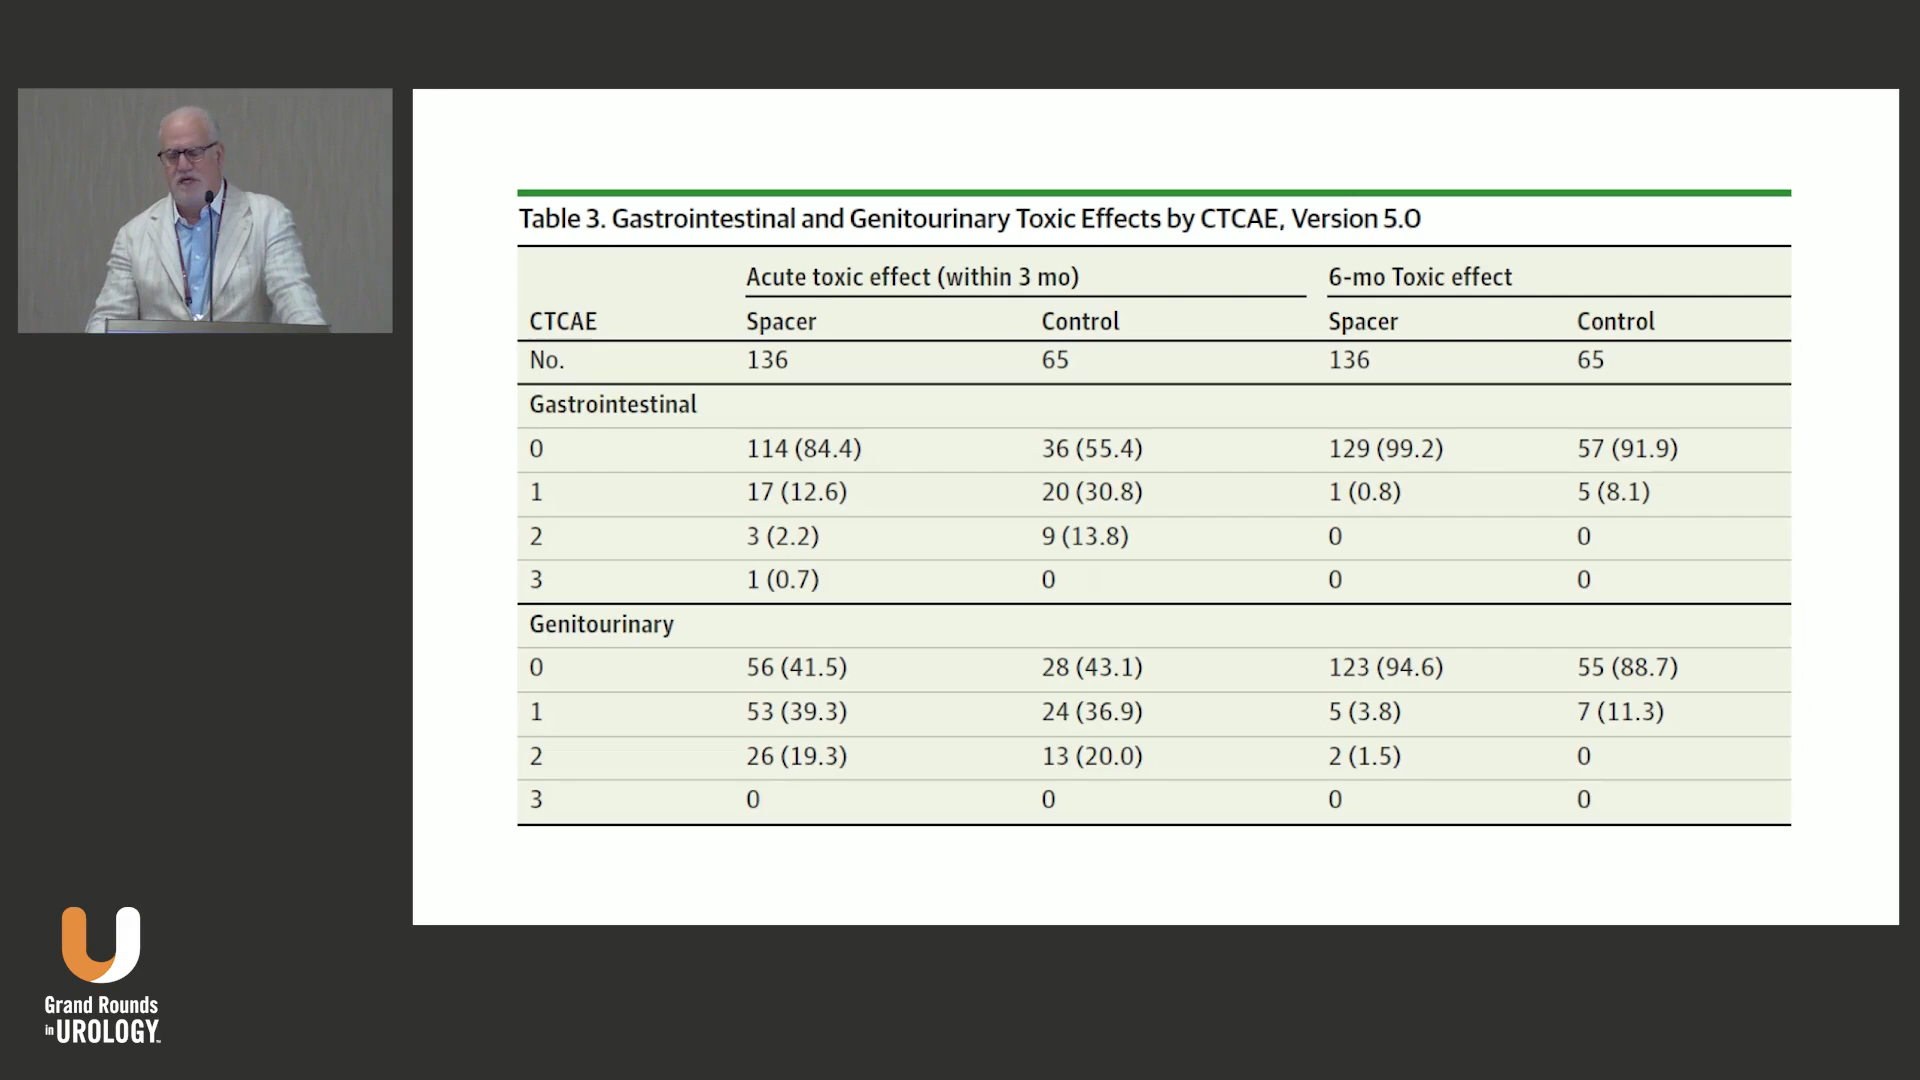 Table 3. Gastrointestinal and Genitourinary Toxic Effects by CTCAE, Version 5.0
Acute toxic effect (within 3 mo) 6-mo Toxic effect
CTCAE Spacer Control Spacer Control
No. 136 65 136 65
Gastrointestinal
0 114 (84.4) 36 (55.4) 129 (99.2) 57 (91.9)
1 17 (12.6) 20 (30.8) 1 (0.8) 5 (8.1)
2 3 (2.2) 9 (13.8) 0 0
3 1 (0.7) 0 0 0
Genitourinary
0 56 (41.5) 28 (43.1) 123 (94.6) 55 (88.7)
1 53 (39.3) 24 (36.9) 5 (3.8) 7 (11.3)
2 26 (19.3) 13 (20.0) 2 (1.5) 0
3 0 0 0 0
Grand Rounds
in UROLOGY™